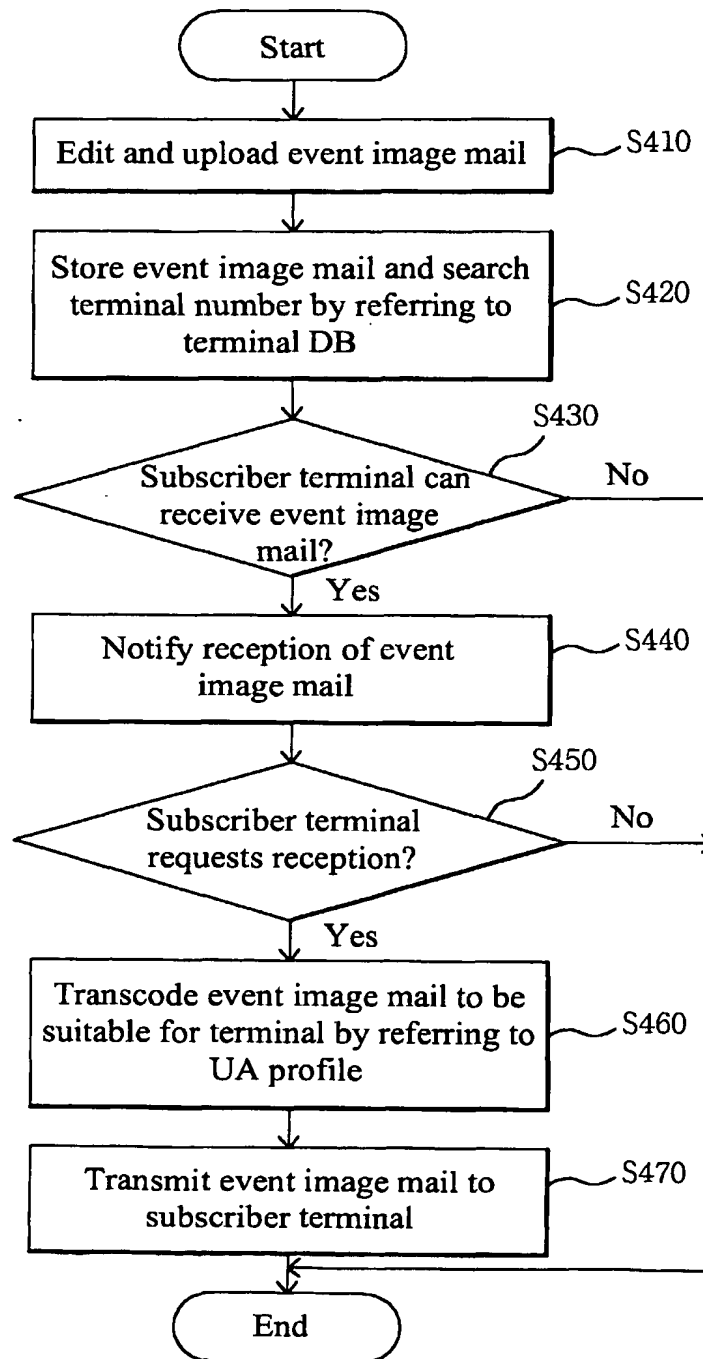 Start
Edit and upload event image mail
S410
Store event image mail and search
terminal number by referring to
terminal DB
S420
S430
Subscriber terminal can
receive event image
mail?
No
Yes
Notify reception of event
image mail
S440
S450
Subscriber terminal
requests reception?
No
Yes
Transcode event image mail to be
suitable for terminal by referring to
UA profile
S460
Transmit event image mail to
subscriber terminal
S470
End